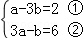 a-3b=2 ①
3a-b=6 ②